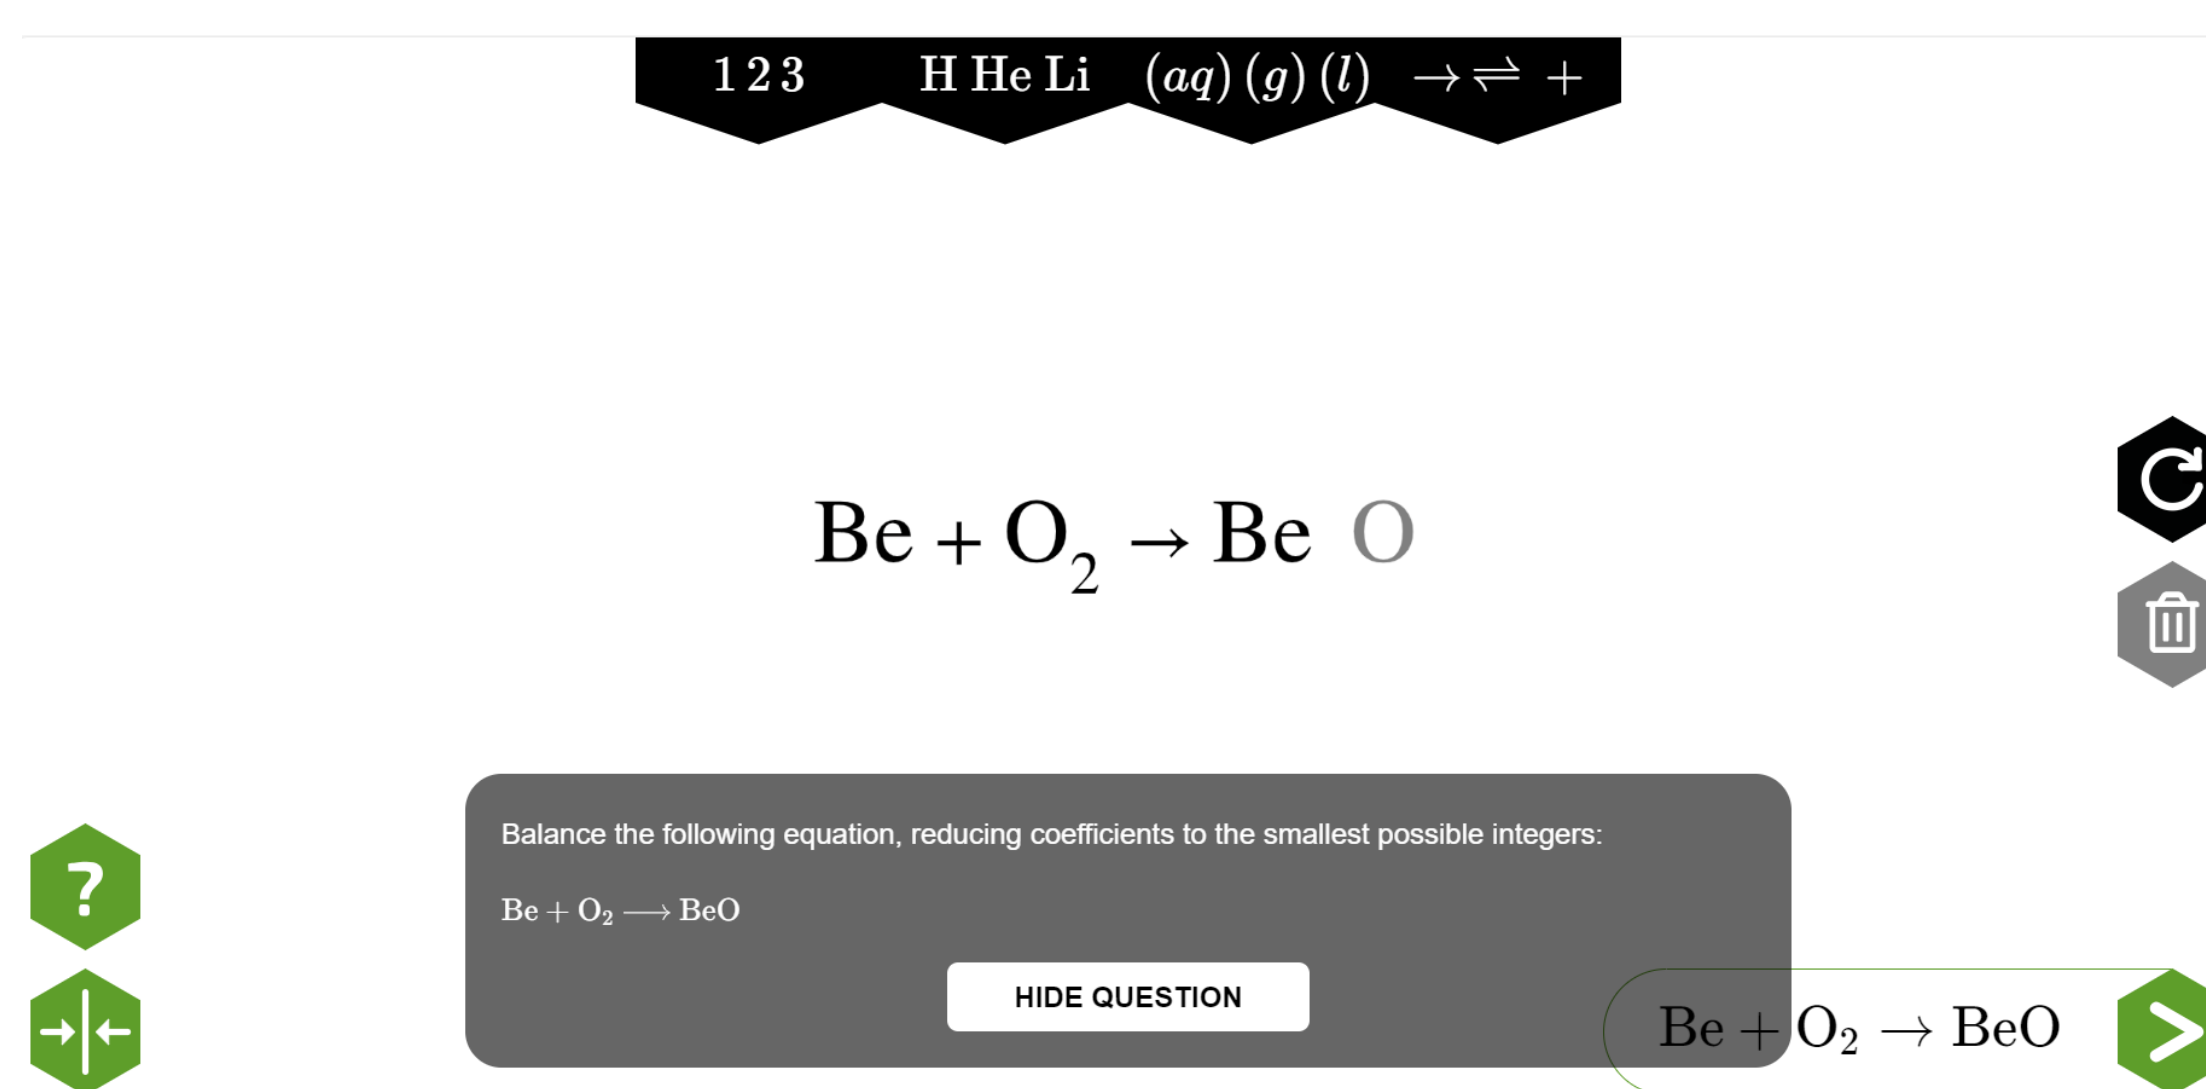 1 2 3 H He Li (aq) (g) (l) → ⇌ +
Be + O₂ → Be O
?
Balance the following equation, reducing coefficients to the smallest possible integers:
Be + O₂ ⟶ BeO
HIDE QUESTION
Be + O₂ → BeO